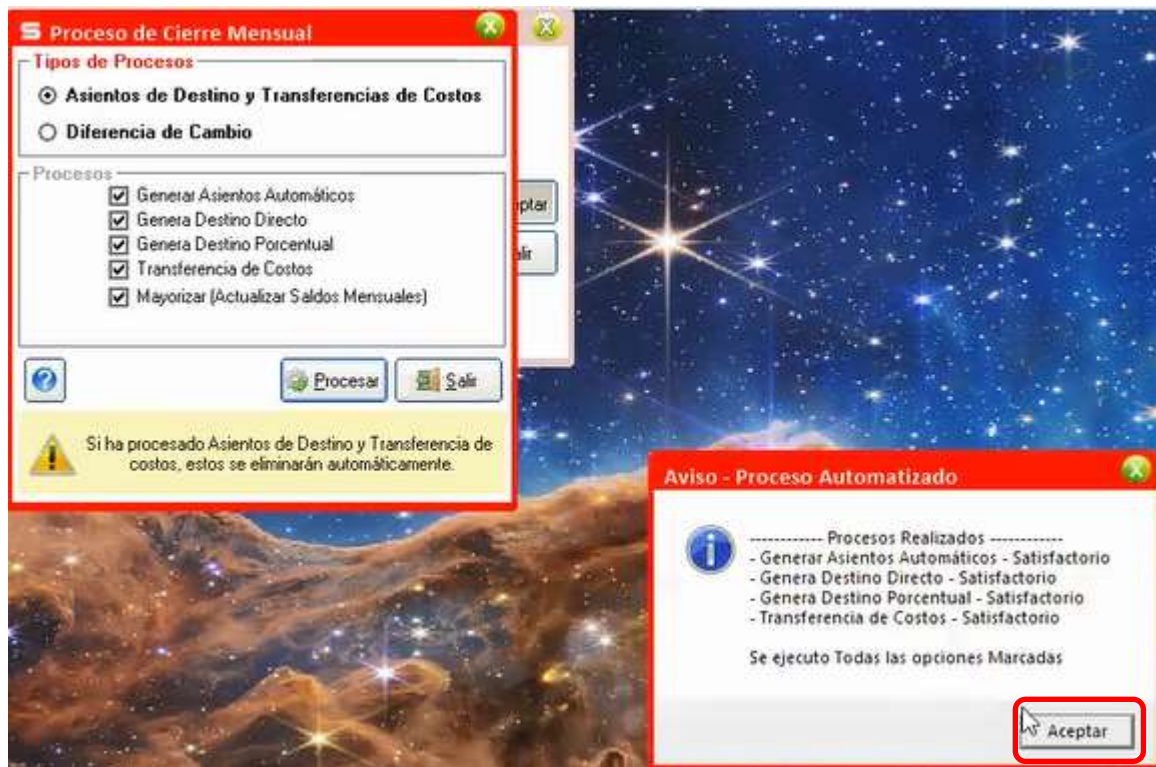 Proceso de Cierre Mensual
Tipos de Procesos
Asientos de Destino y Transferencias de Costos
Diferencia de Cambio
Procesos
Generar Asientos Automáticos
Genera Destino Directo
Genera Destino Porcentual
Transferencia de Costos
Mayorizar (Actualizar Saldos Mensuales)
Procesar
Salir
Si ha procesado Asientos de Destino y Transferencia de
costos, estos se eliminarán automáticamente.
eptar
alir
Aviso - Proceso Automatizado
------------ Procesos Realizados ------------
- Generar Asientos Automáticos - Satisfactorio
- Genera Destino Directo - Satisfactorio
- Genera Destino Porcentual - Satisfactorio
- Transferencia de Costos - Satisfactorio
Se ejecuto Todas las opciones Marcadas
Aceptar